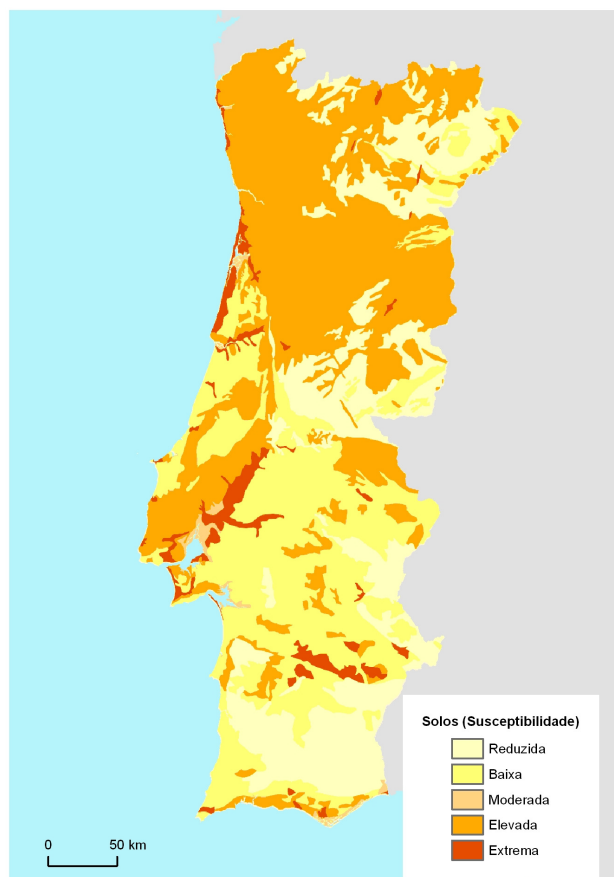 Solos (Susceptibilidade)
Reduzida
Baixa
Moderada
Elevada
Extrema
0 50 km